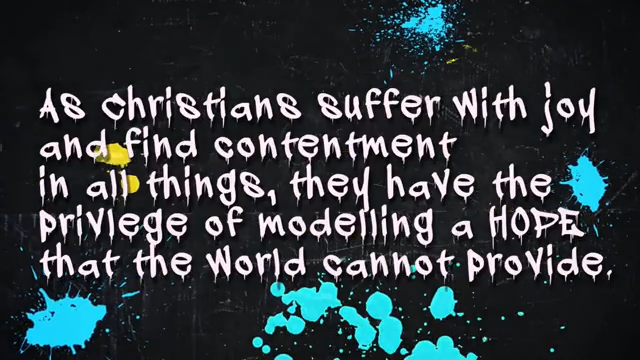 As Christians suffer with joy
and find contentment
in all things, they have the
privlege of modelling a HOPE
that the world cannot provide.